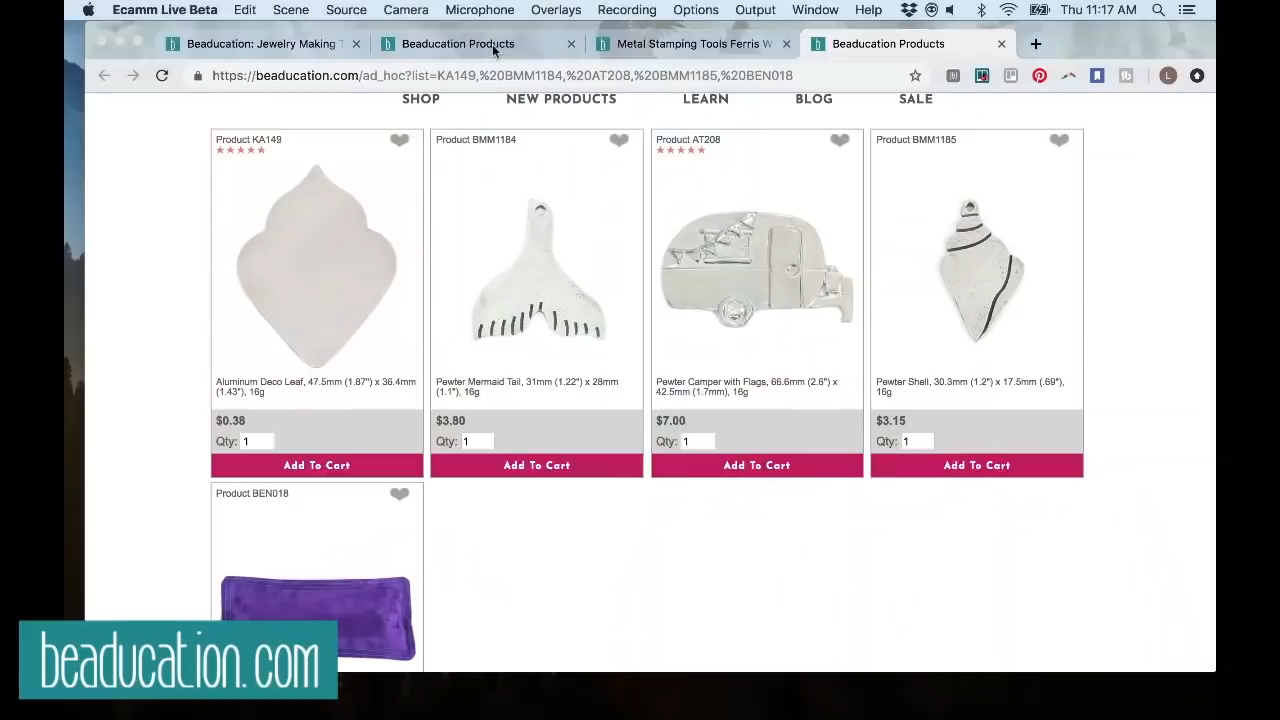 Ecamm Live Beta Edit Scene Source Camera Microphone Overlays Recording Options Output Window Help Thu 11:17 AM
Beaducation: Jewelry Making T Beaducation Products Metal Stamping Tools Ferris W Beaducation Products
https://beaducation.com/ad_hoc?list=KA149,%20BMM1184,%20AT208,%20BMM1185,%20BEN018
L
SHOP NEW PRODUCTS LEARN BLOG SALE
Product KA149 Product BMM1184 Product AT208 Product BMM1185
Aluminum Deco Leaf, 47.5mm (1.87") x 36.4mm
(1.43"), 16g
Pewter Mermaid Tail, 31mm (1.22") x 28mm
(1.1"), 16g
Pewter Camper with Flags, 66.6mm (2.6") x
42.5mm (1.7mm), 16g
Pewter Shell, 30.3mm (1.2") x 17.5mm (.69"),
16g
$0.38 $3.80 $7.00 $3.15
Qty: 1 Qty: 1 Qty: 1 Qty: 1
Add To Cart Add To Cart Add To Cart Add To Cart
Product BEN018
beaducation.com